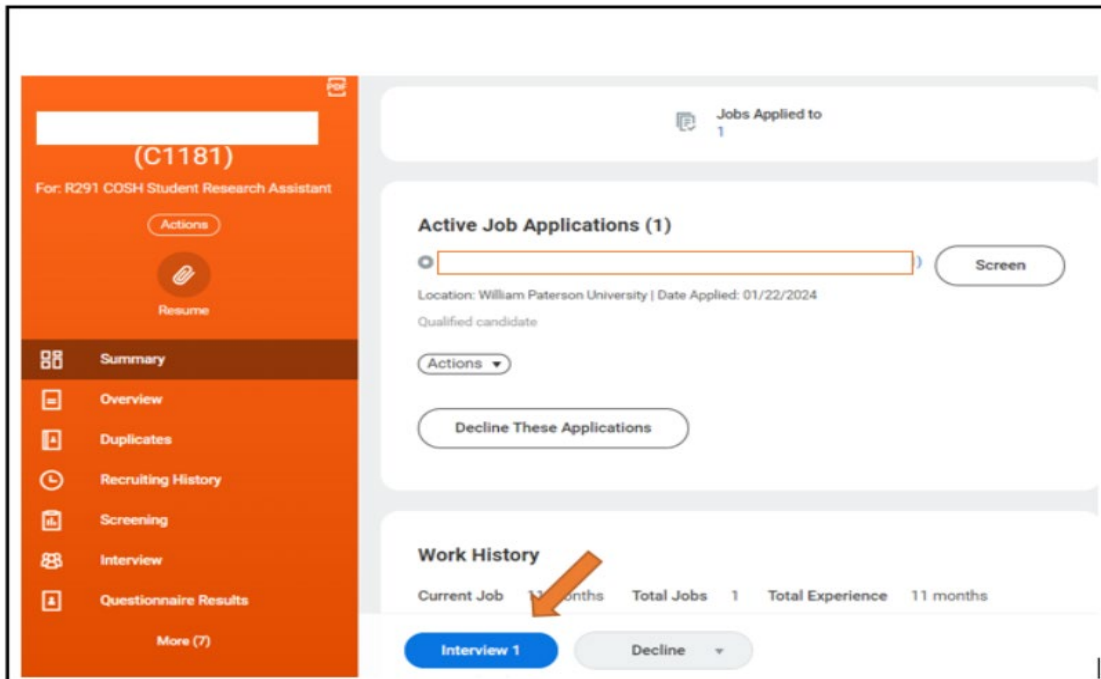 PDF
(C1181)
For: R291 COSH Student Research Assistant
Actions
Resume
Summary
Overview
Duplicates
Recruiting History
Screening
Interview
Questionnaire Results
More (7)
Jobs Applied to
1
Active Job Applications (1)
)
Screen
Location: William Paterson University | Date Applied: 01/22/2024
Qualified candidate
Actions
Decline These Applications
Work History
Current Job 11 months Total Jobs 1 Total Experience 11 months
Interview 1 Decline